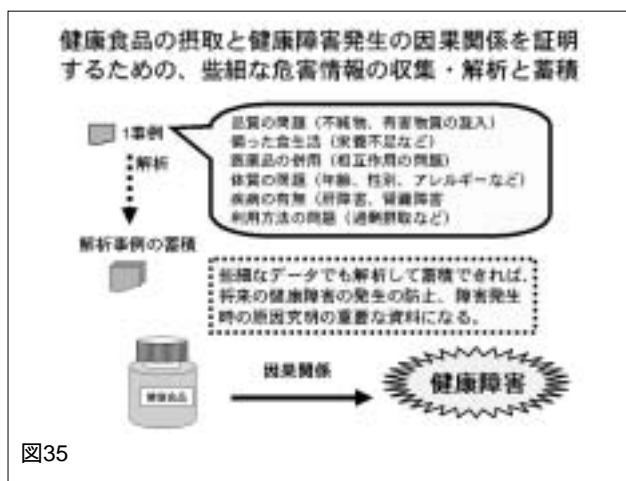 健康食品の摂取と健康障害発生の因果関係を証明
するための、些細な危害情報の収集・解析と蓄積
1事例
品質の問題（不純物、有害物質の混入）
偏った食生活（栄養不足など）
医薬品の併用（相互作用の問題）
体質の問題（年齢、性別、アレルギーなど）
疾病の有無（肝障害、腎臓障害
利用方法の問題（過剰摂取など）
解析
解析事例の蓄積
些細なデータでも解析して蓄積できれば、
将来の健康障害の発生の防止、障害発生
時の原因究明の重要な資料になる。
健康食品
因果関係
健康障害
図35